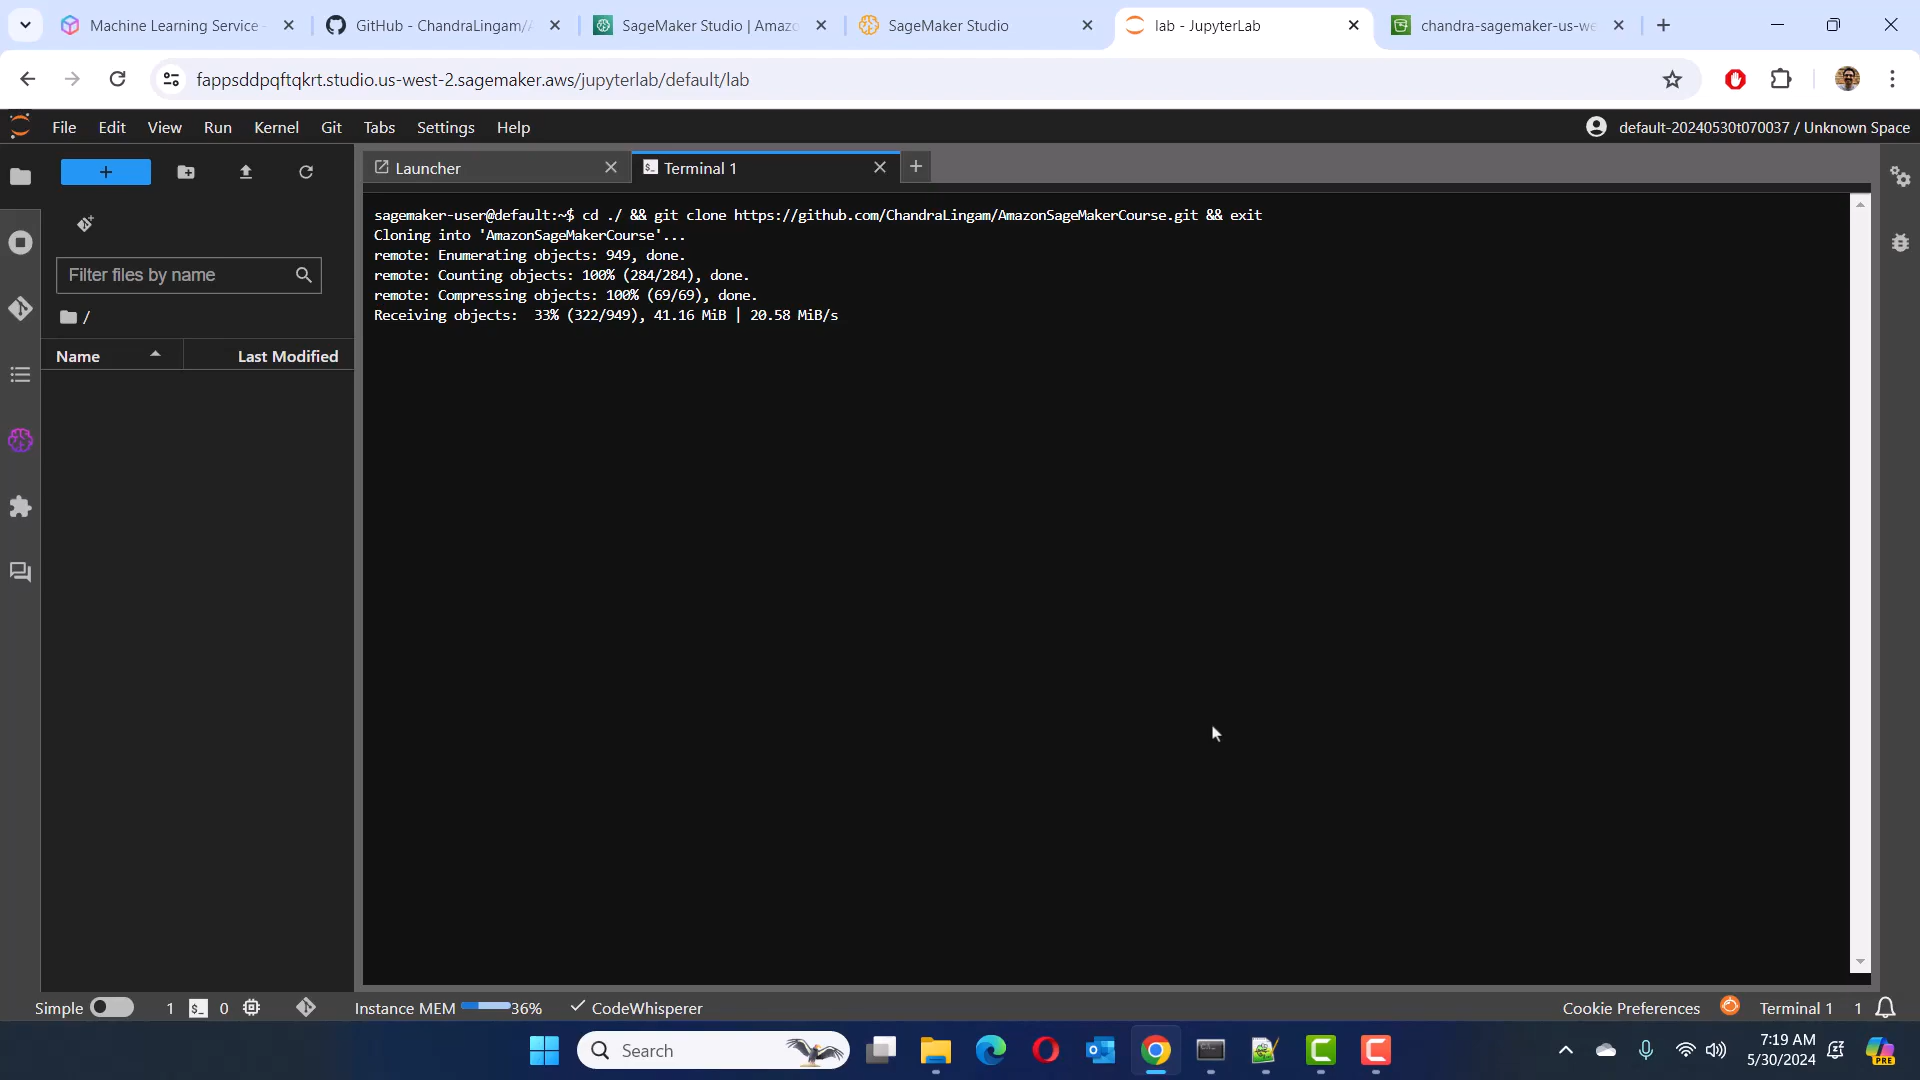 Machine Learning Service -
GitHub - ChandraLingam/A
SageMaker Studio | Amazo
SageMaker Studio
lab - JupyterLab
chandra-sagemaker-us-we
fappsddpqftqkrt.studio.us-west-2.sagemaker.aws/jupyterlab/default/lab
File Edit View Run Kernel Git Tabs Settings Help
default-20240530t070037 / Unknown Space
Launcher
Terminal 1
Filter files by name
/
Name Last Modified
sagemaker-user@default:~$ cd ./ && git clone https://github.com/ChandraLingam/AmazonSageMakerCourse.git && exit
Cloning into 'AmazonSageMakerCourse'...
remote: Enumerating objects: 949, done.
remote: Counting objects: 100% (284/284), done.
remote: Compressing objects: 100% (69/69), done.
Receiving objects:  33% (322/949), 41.16 MiB | 20.58 MiB/s
Simple 1 $_ 0 Instance MEM 36% CodeWhisperer Cookie Preferences Terminal 1 1
Search
7:19 AM
5/30/2024
PRE